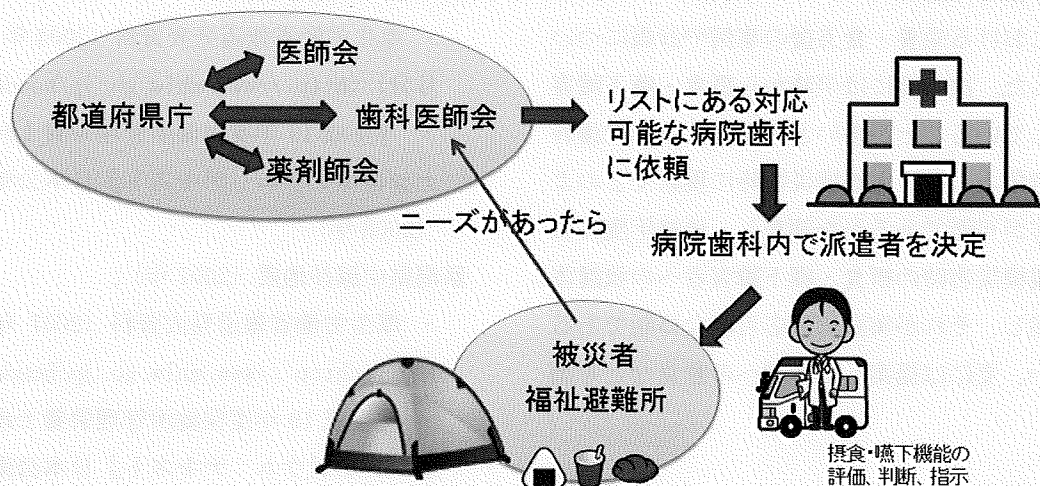 医師会
都道府県庁
歯科医師会
薬剤師会
リストにある対応
可能な病院歯科
に依頼
ニーズがあったら
病院歯科内で派遣者を決定
被災者
福祉避難所
摂食・嚥下機能の
評価、判断、指示